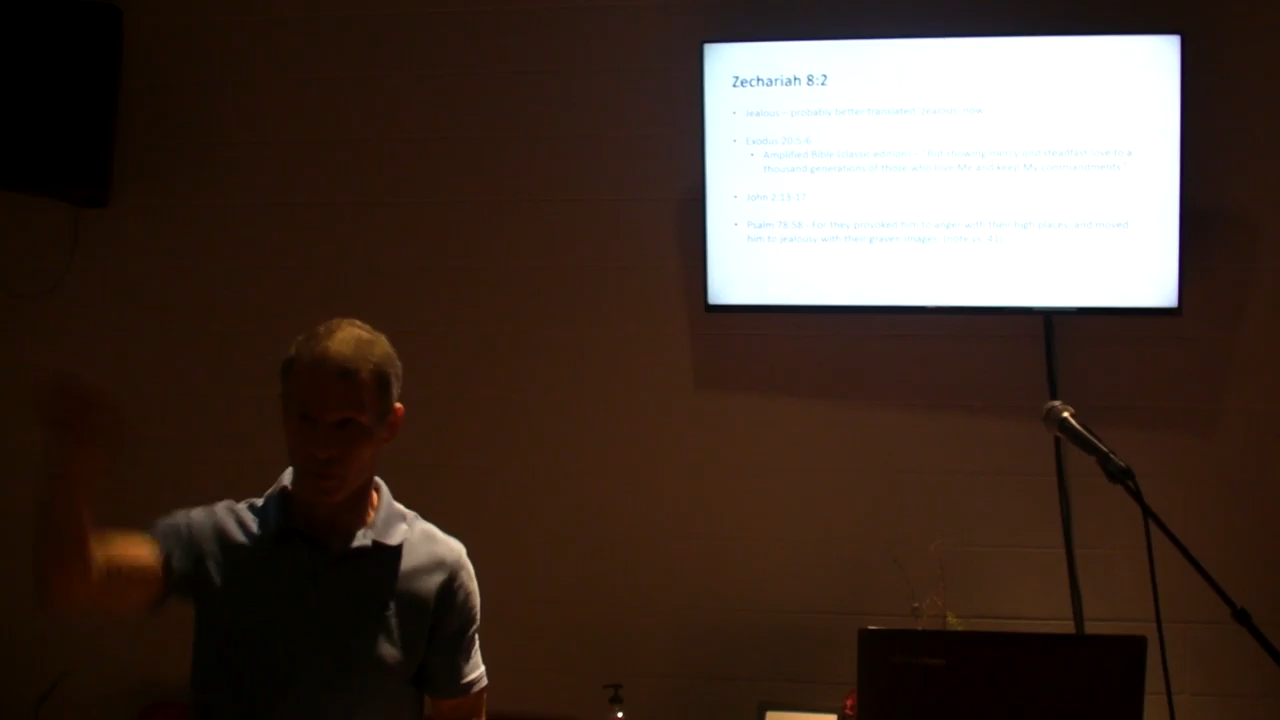 Zechariah 8:2
Jealous – probably better translated zealous now
Exodus 20:5-6
Amplified Bible (classic edition) – "But showing mercy and steadfast love to a
thousand generations of those who love Me and keep My commandments"
John 2:13-17
Psalm 78:58 - For they provoked him to anger with their high places, and moved
him to jealousy with their graven images. (note vs. 41)